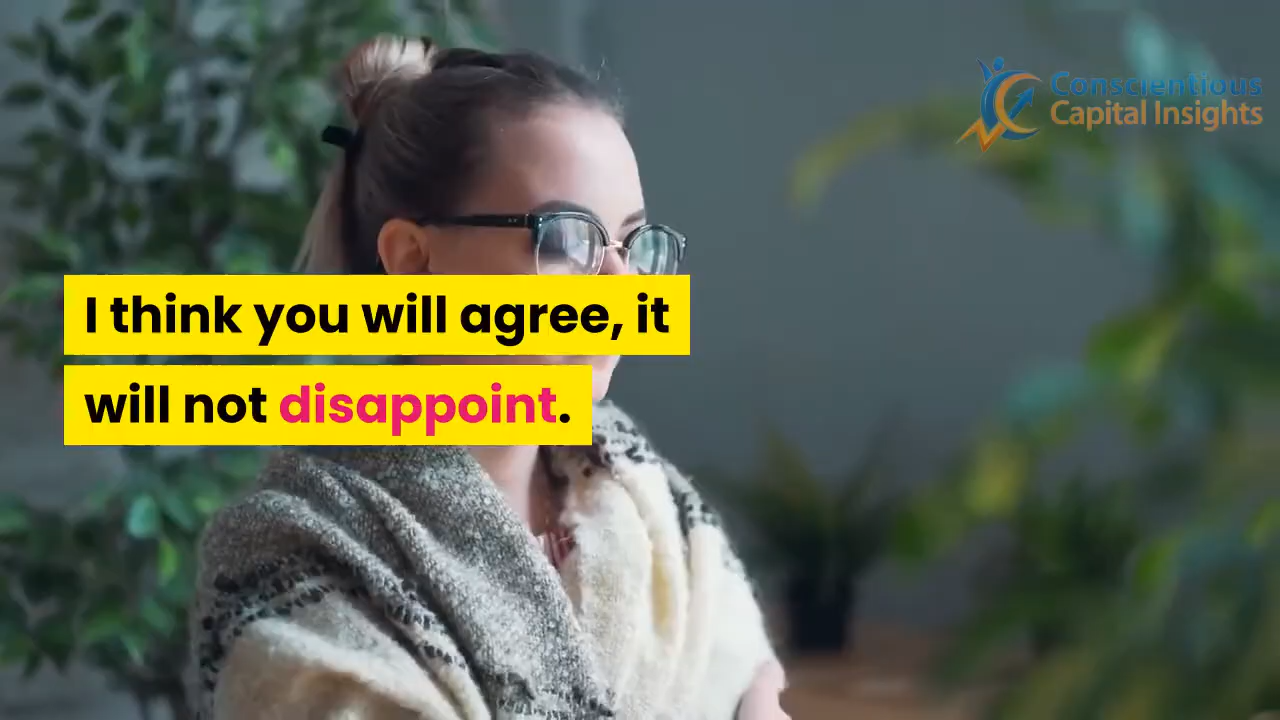 Conscientious
Capital Insights
I think you will agree, it
will not disappoint.